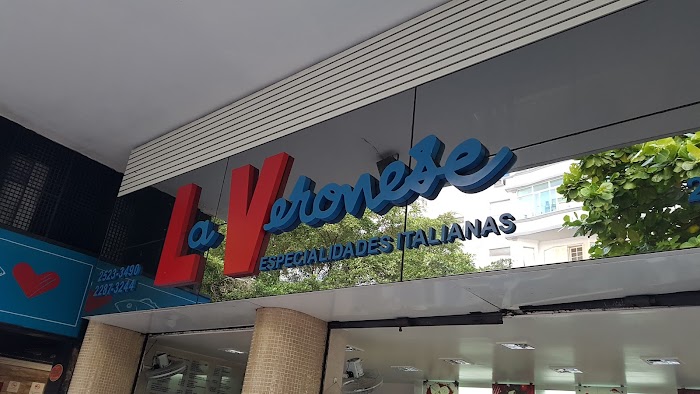 La Veronese
ESPECIALIDADES ITALIANAS
2523-3490
2287-3244